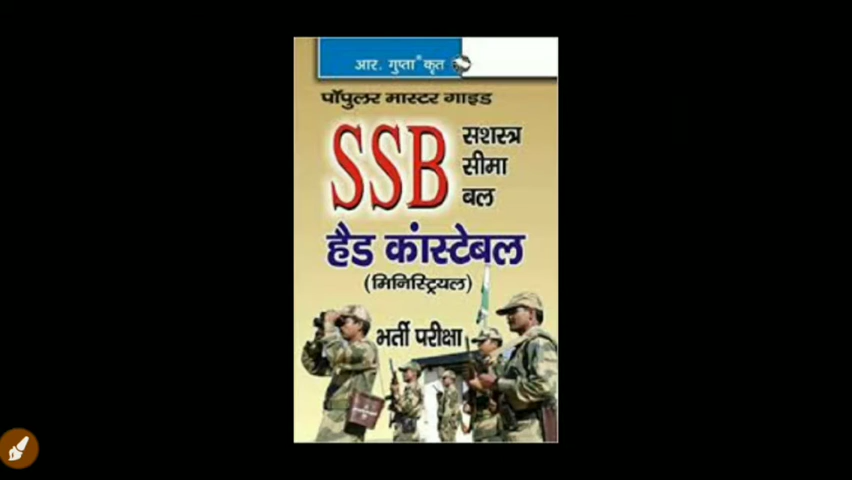 आर. गुप्ता® कृत
पॉपुलर मास्टर गाइड
SSB
सशस्त्र
सीमा
बल
हैड कांस्टेबल
(मिनिस्ट्रियल)
भर्ती परीक्षा